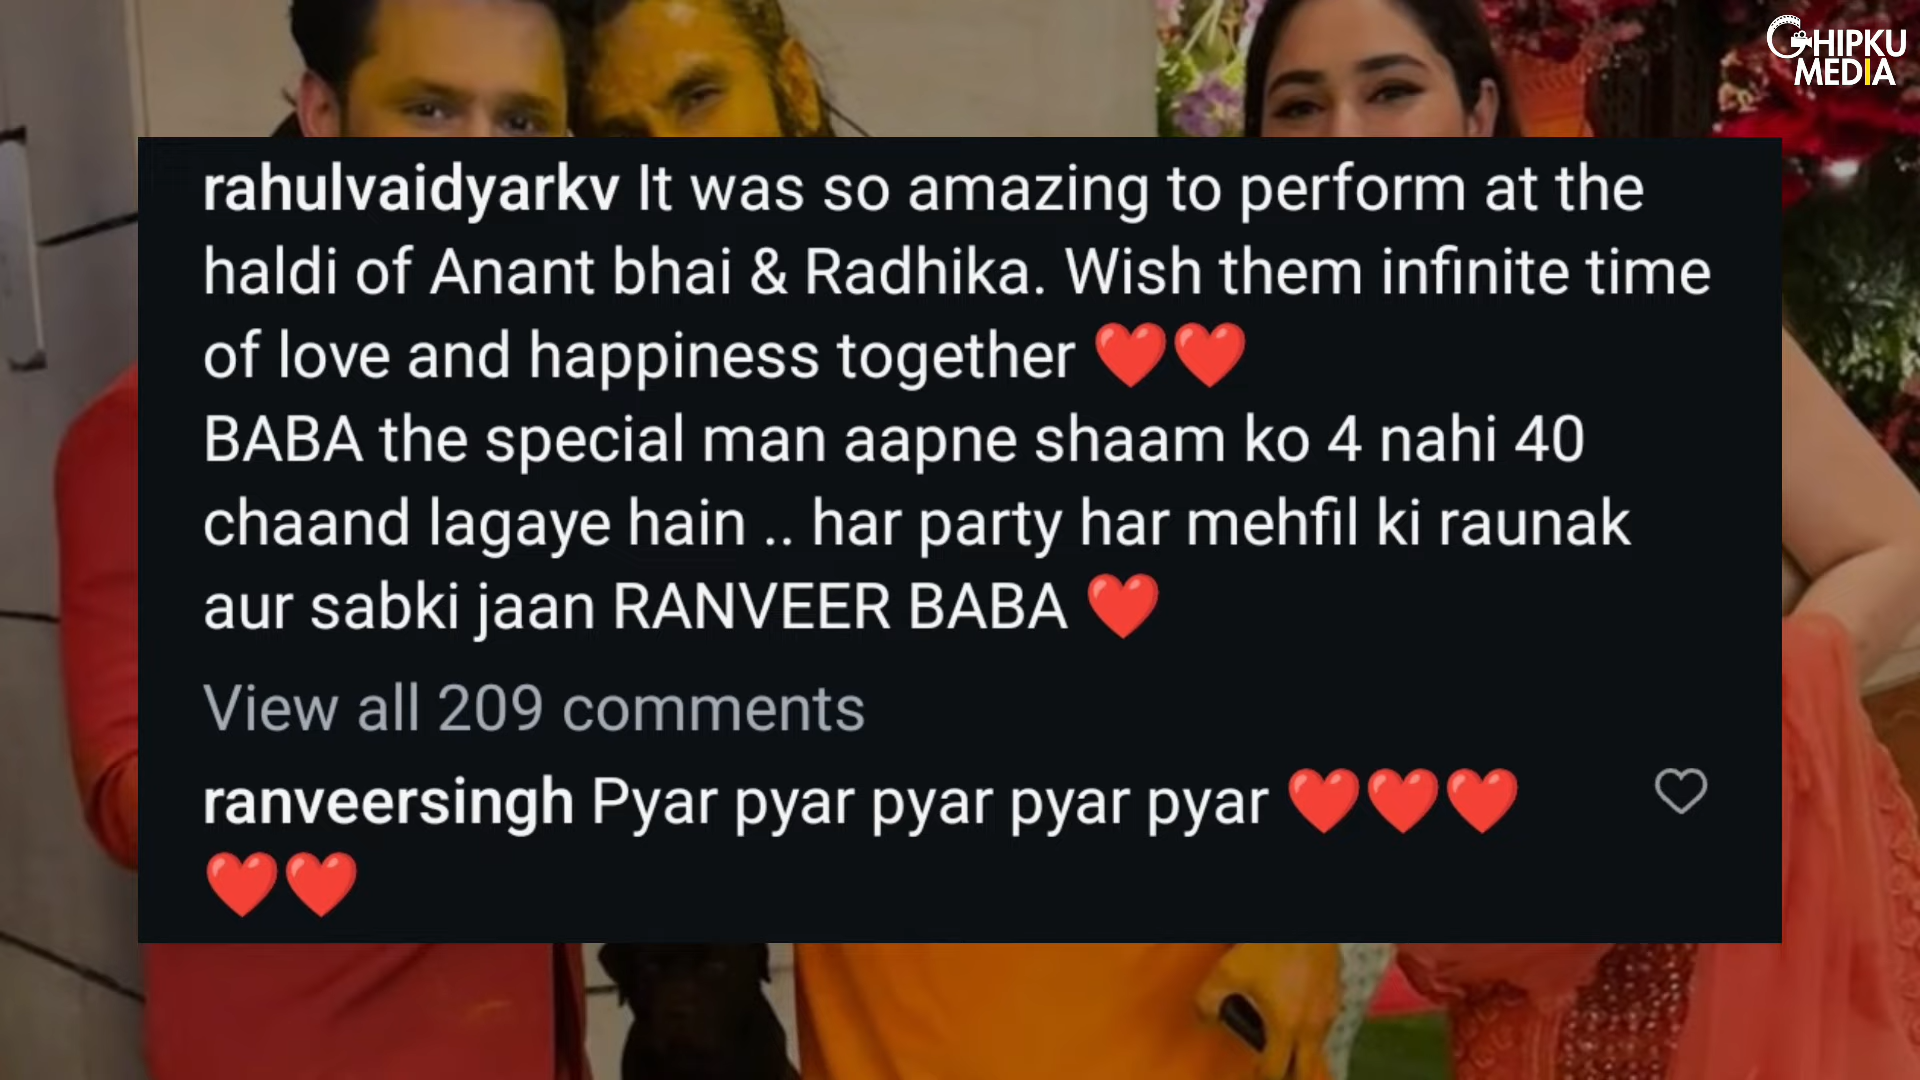 CHIPKU
MEDIA
rahulvaidyarkv It was so amazing to perform at the
haldi of Anant bhai & Radhika. Wish them infinite time
of love and happiness together ❤️❤️
BABA the special man aapne shaam ko 4 nahi 40
chaand lagaye hain .. har party har mehfil ki raunak
aur sabki jaan RANVEER BABA ❤️
View all 209 comments
ranveersingh Pyar pyar pyar pyar pyar ❤️❤️❤️
❤️❤️